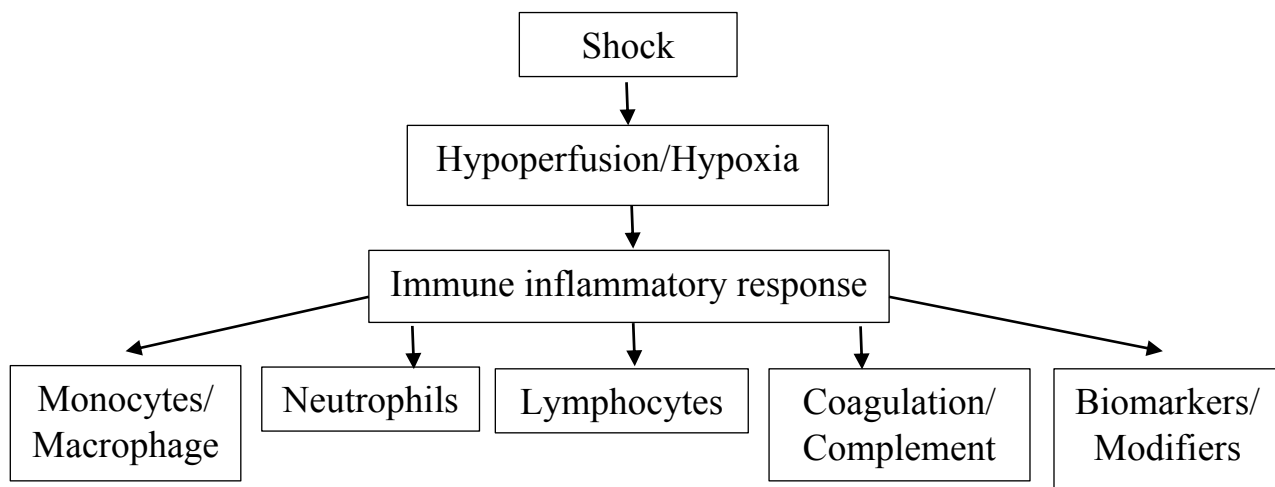 Shock
Hypoperfusion/Hypoxia
Immune inflammatory response
Monocytes/
Macrophage
Neutrophils
Lymphocytes
Coagulation/
Complement
Biomarkers/
Modifiers